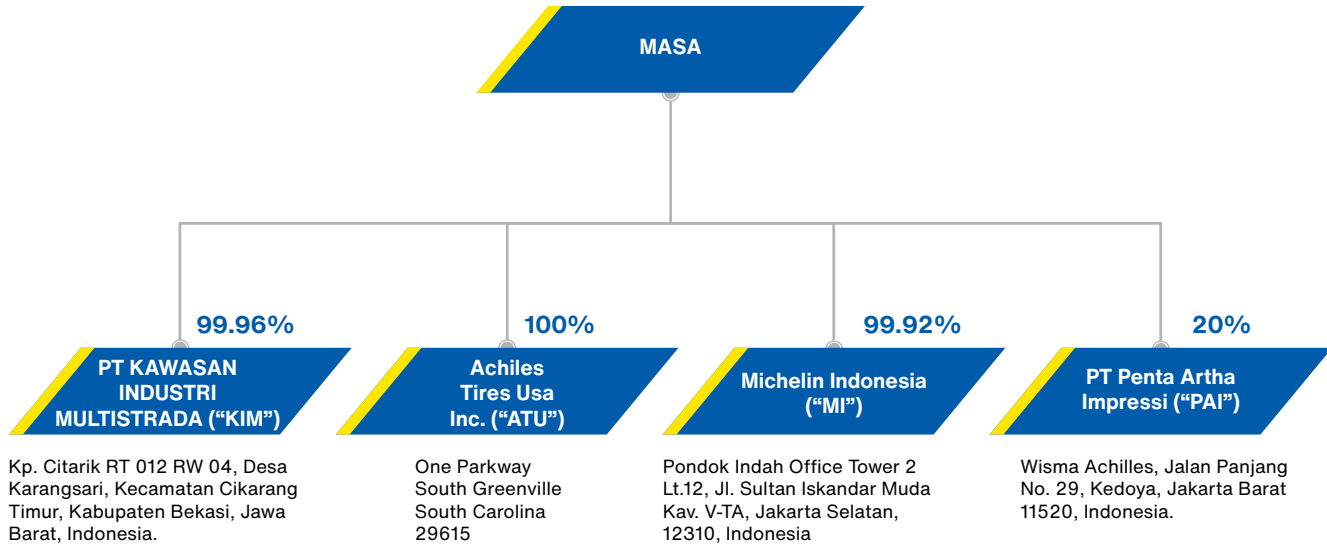 MASA
99.96%
PT KAWASAN
INDUSTRI
MULTISTRADA (“KIM”)
Kp. Citarik RT 012 RW 04, Desa
Karangsari, Kecamatan Cikarang
Timur, Kabupaten Bekasi, Jawa
Barat, Indonesia.
100%
Achiles
Tires Usa
Inc. (“ATU”)
One Parkway
South Greenville
South Carolina
29615
99.92%
Michelin Indonesia
(“MI”)
Pondok Indah Office Tower 2
Lt.12, Jl. Sultan Iskandar Muda
Kav. V-TA, Jakarta Selatan,
12310, Indonesia
20%
PT Penta Artha
Impressi (“PAI”)
Wisma Achilles, Jalan Panjang
No. 29, Kedoya, Jakarta Barat
11520, Indonesia.